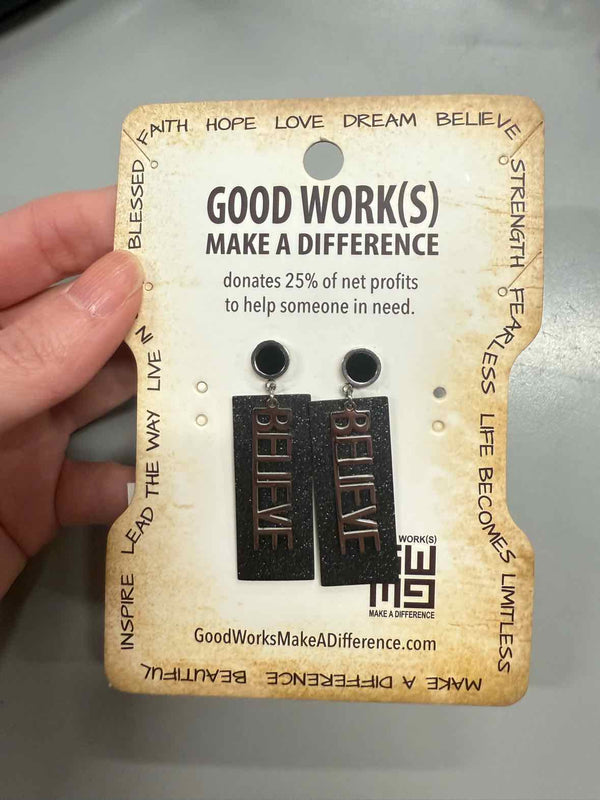 FAITH HOPE LOVE DREAM BELIEVE
STRENGTH FEARLESS LIFE BECOMES LIMITLESS
MAKE A DIFFERENCE BEAUTIFUL
INSPIRE LEAD THE WAY LIVE IN
BLESSED
GOOD WORK(S)
MAKE A DIFFERENCE
donates 25% of net profits
to help someone in need.
BELIEVE
BELIEVE
WORK(S)
MAKE A DIFFERENCE
GoodWorksMakeADifference.com